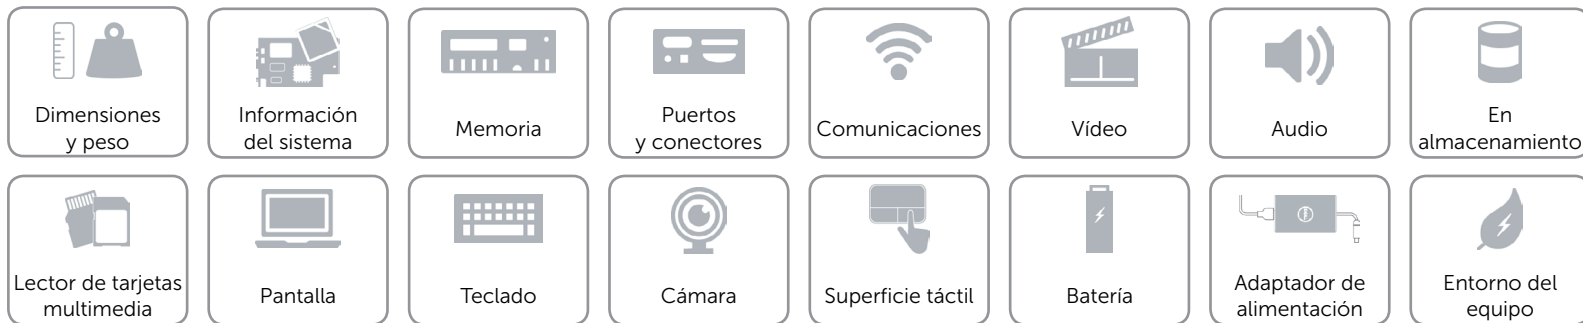 Dimensiones
y peso
Información
del sistema
Memoria
Puertos
y conectores
Comunicaciones
Vídeo
Audio
En
almacenamiento
Lector de tarjetas
multimedia
Pantalla
Teclado
Cámara
Superficie táctil
Batería
Adaptador de
alimentación
Entorno del
equipo